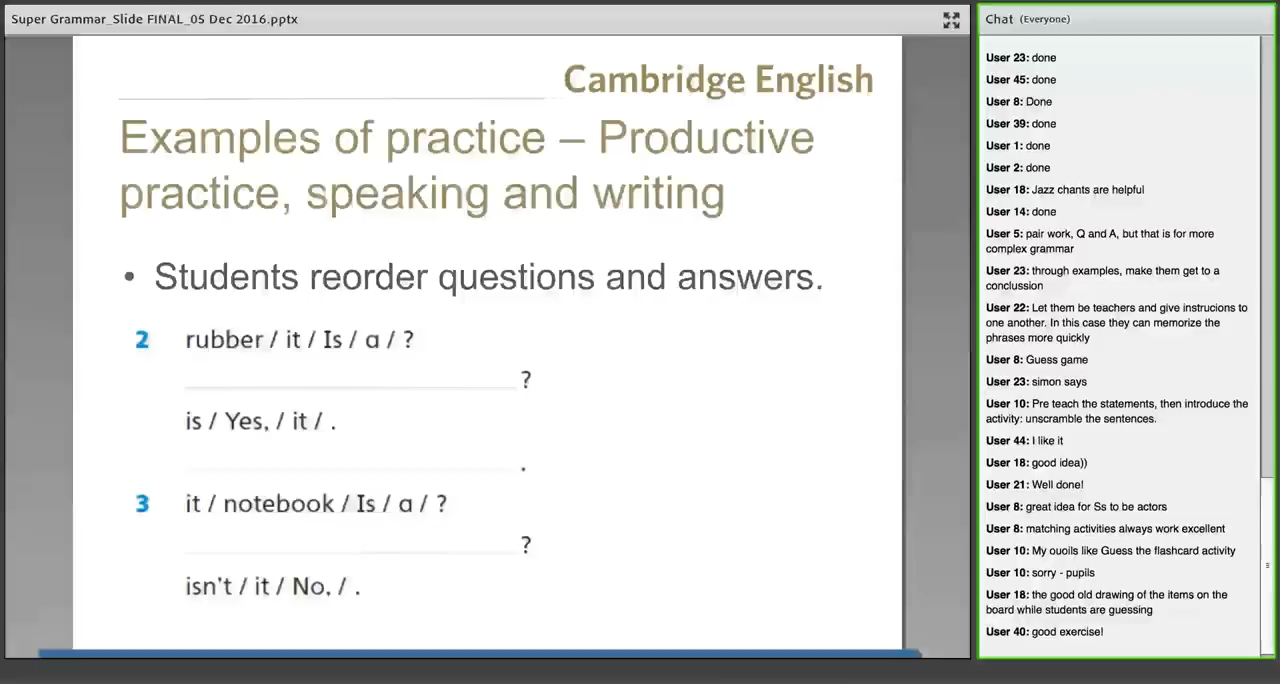 Super Grammar_Slide FINAL_05 Dec 2016.pptx
Cambridge English
Examples of practice – Productive
practice, speaking and writing
• Students reorder questions and answers.
2 rubber / it / Is / a / ?
?
is / Yes, / it / .
.
3 it / notebook / Is / a / ?
?
isn't / it / No, / .
Chat (Everyone)
User 23: done
User 45: done
User 8: Done
User 39: done
User 1: done
User 2: done
User 18: Jazz chants are helpful
User 14: done
User 5: pair work, Q and A, but that is for more
complex grammar
User 23: through examples, make them get to a
conclussion
User 22: Let them be teachers and give instrucions to
one another. In this case they can memorize the
phrases more quickly
User 8: Guess game
User 23: simon says
User 10: Pre teach the statements, then introduce the
activity: unscramble the sentences.
User 44: I like it
User 18: good idea))
User 21: Well done!
User 8: great idea for Ss to be actors
User 8: matching activities always work excellent
User 10: My ouoils like Guess the flashcard activity
User 10: sorry - pupils
User 18: the good old drawing of the items on the
board while students are guessing
User 40: good exercise!